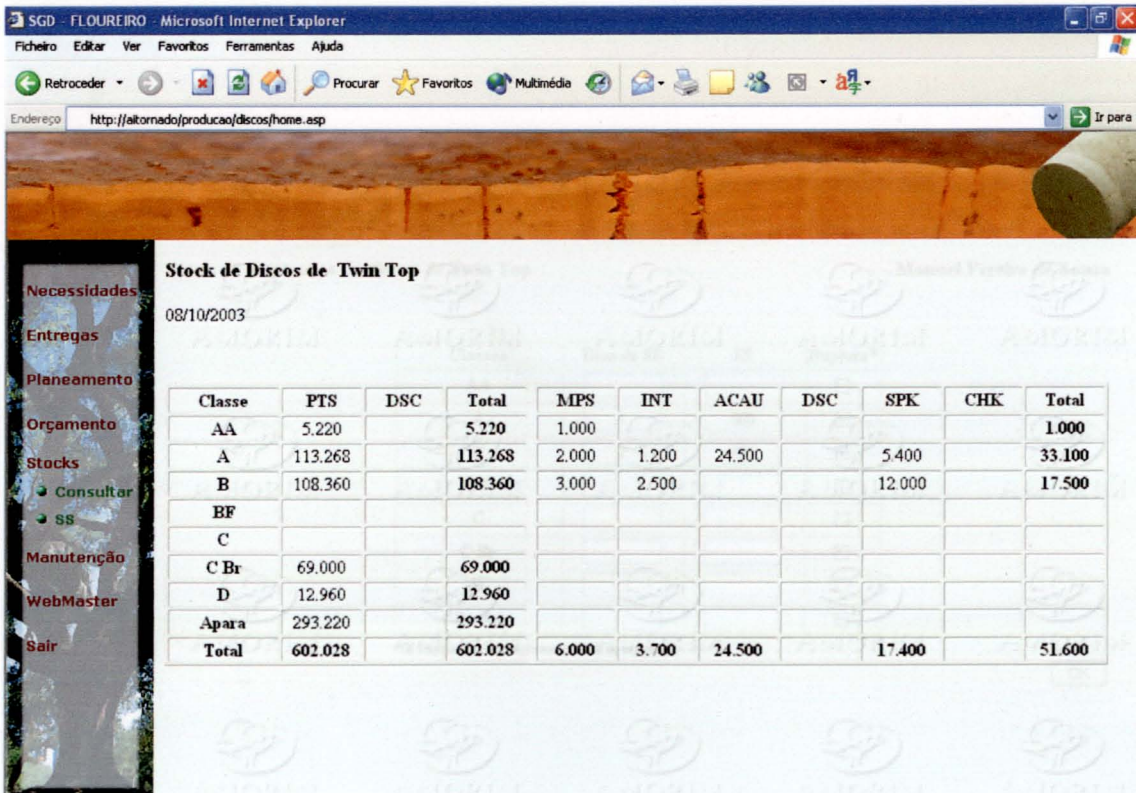 SGD - FLOUREIRO - Microsoft Internet Explorer
Ficheiro Editar Ver Favoritos Ferramentas Ajuda
Retroceder Procurar Favoritos Multimédia
Endereço http://aitornado/producao/discos/home.asp Ir para
Stock de Discos de Twin Top
08/10/2003
Necessidades
Entregas
Planeamento
Orçamento
Stocks
Consultar
SS
Manutenção
WebMaster
Sair
Classe PTS DSC Total MPS INT ACAU DSC SPK CHK Total
AA 5.220 5.220 1.000 1.000
A 113.268 113.268 2.000 1.200 24.500 5.400 33.100
B 108.360 108.360 3.000 2.500 12.000 17.500
BF
C
C Br 69.000 69.000
D 12.960 12.960
Apara 293.220 293.220
Total 602.028 602.028 6.000 3.700 24.500 17.400 51.600
AMORIM AMORIM AMORIM AMORIM AMORIM